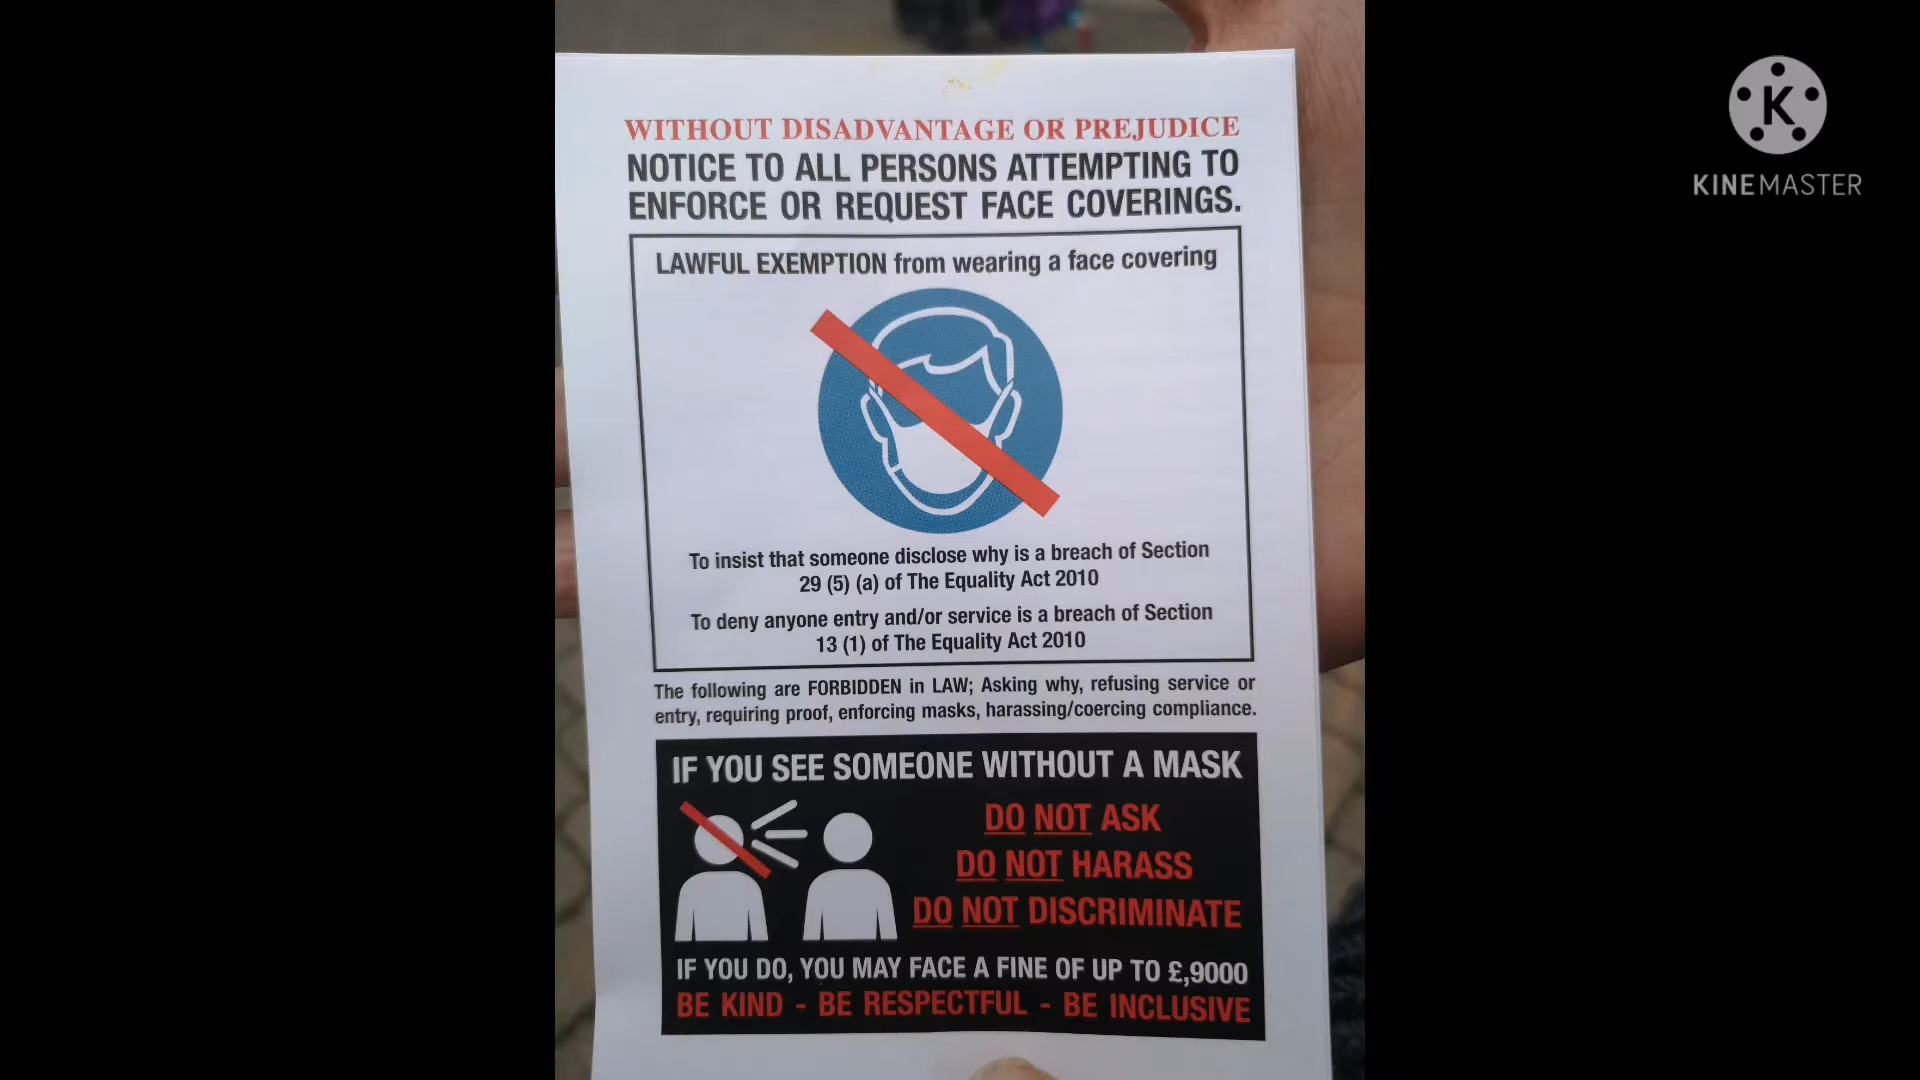 WITHOUT DISADVANTAGE OR PREJUDICE
NOTICE TO ALL PERSONS ATTEMPTING TO
ENFORCE OR REQUEST FACE COVERINGS.
LAWFUL EXEMPTION from wearing a face covering
To insist that someone disclose why is a breach of Section
29 (5) (a) of The Equality Act 2010
To deny anyone entry and/or service is a breach of Section
13 (1) of The Equality Act 2010
The following are FORBIDDEN in LAW; Asking why, refusing service or
entry, requiring proof, enforcing masks, harassing/coercing compliance.
IF YOU SEE SOMEONE WITHOUT A MASK
DO NOT ASK
DO NOT HARASS
DO NOT DISCRIMINATE
IF YOU DO, YOU MAY FACE A FINE OF UP TO £,9000
BE KIND - BE RESPECTFUL - BE INCLUSIVE
K
KINEMASTER